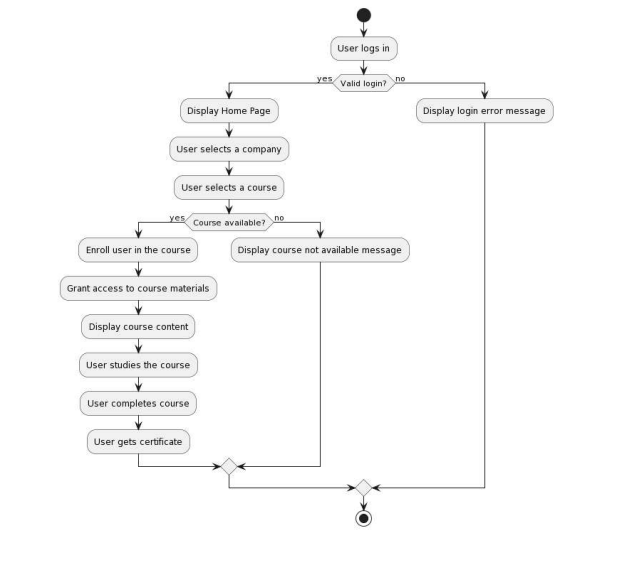 User logs in
yes
Valid login?
no
Display Home Page
Display login error message
User selects a company
User selects a course
yes
Course available?
no
Enroll user in the course
Display course not available message
Grant access to course materials
Display course content
User studies the course
User completes course
User gets certificate